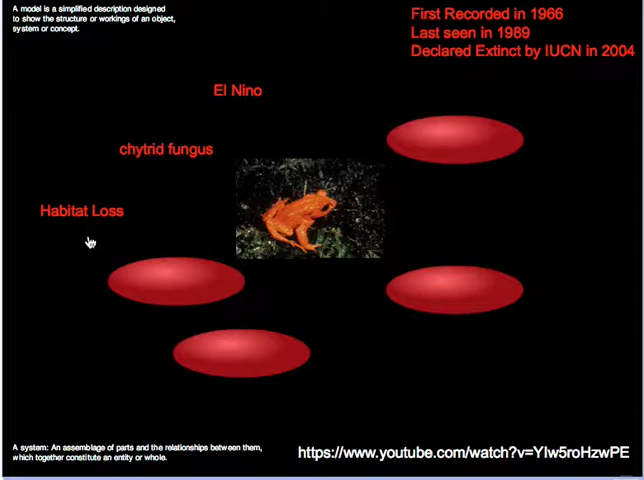 A model is a simplified description designed
to show the structure or workings of an object,
system or concept.
First Recorded in 1966
Last seen in 1989
Declared Extinct by IUCN in 2004
El Nino
chytrid fungus
Habitat Loss
A system: An assemblage of parts and the relationships between them,
which together constitute an entity or whole.
https://www.youtube.com/watch?v=YIw5roHzwPE